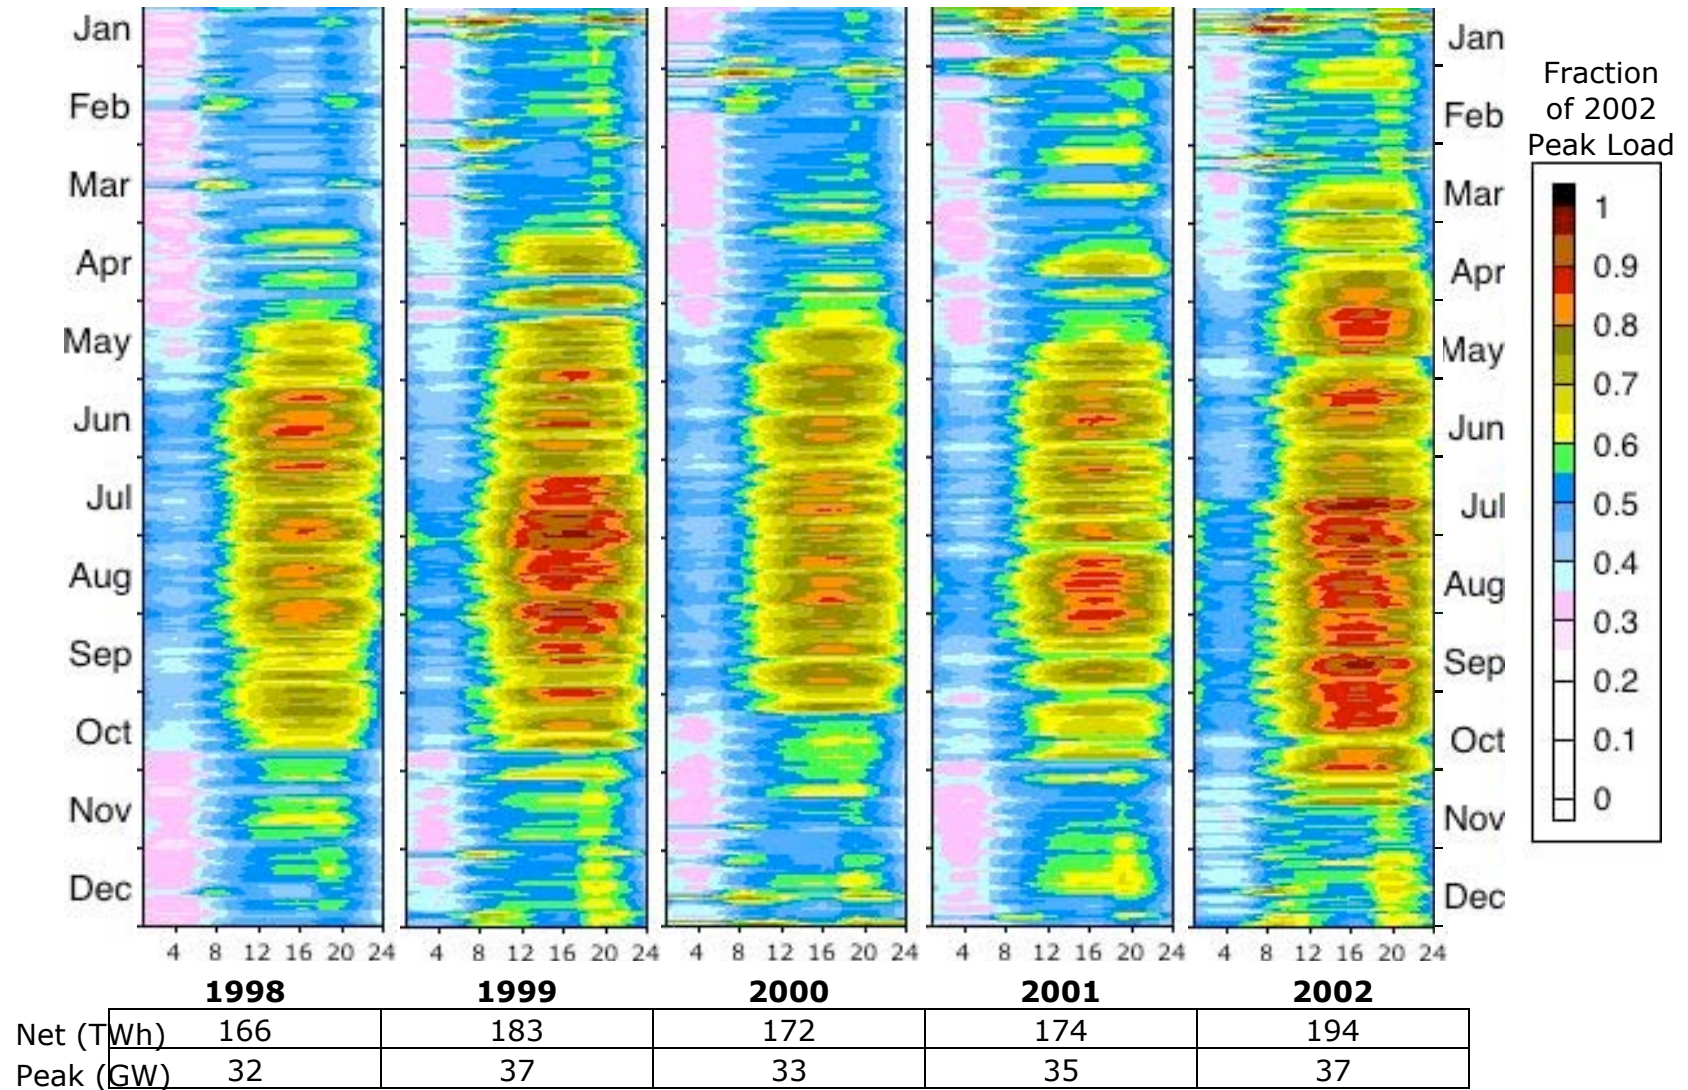 Jan
Feb
Mar
Apr
May
Jun
Jul
Aug
Sep
Oct
Nov
Dec
4 8 12 16 20 24
4 8 12 16 20 24
4 8 12 16 20 24
4 8 12 16 20 24
4 8 12 16 20 24
Jan
Feb
Mar
Apr
May
Jun
Jul
Aug
Sep
Oct
Nov
Dec
Fraction
of 2002
Peak Load
1
0.9
0.8
0.7
0.6
0.5
0.4
0.3
0.2
0.1
0
1998 1999 2000 2001 2002
Net (TWh) 166 183 172 174 194
Peak (GW) 32 37 33 35 37